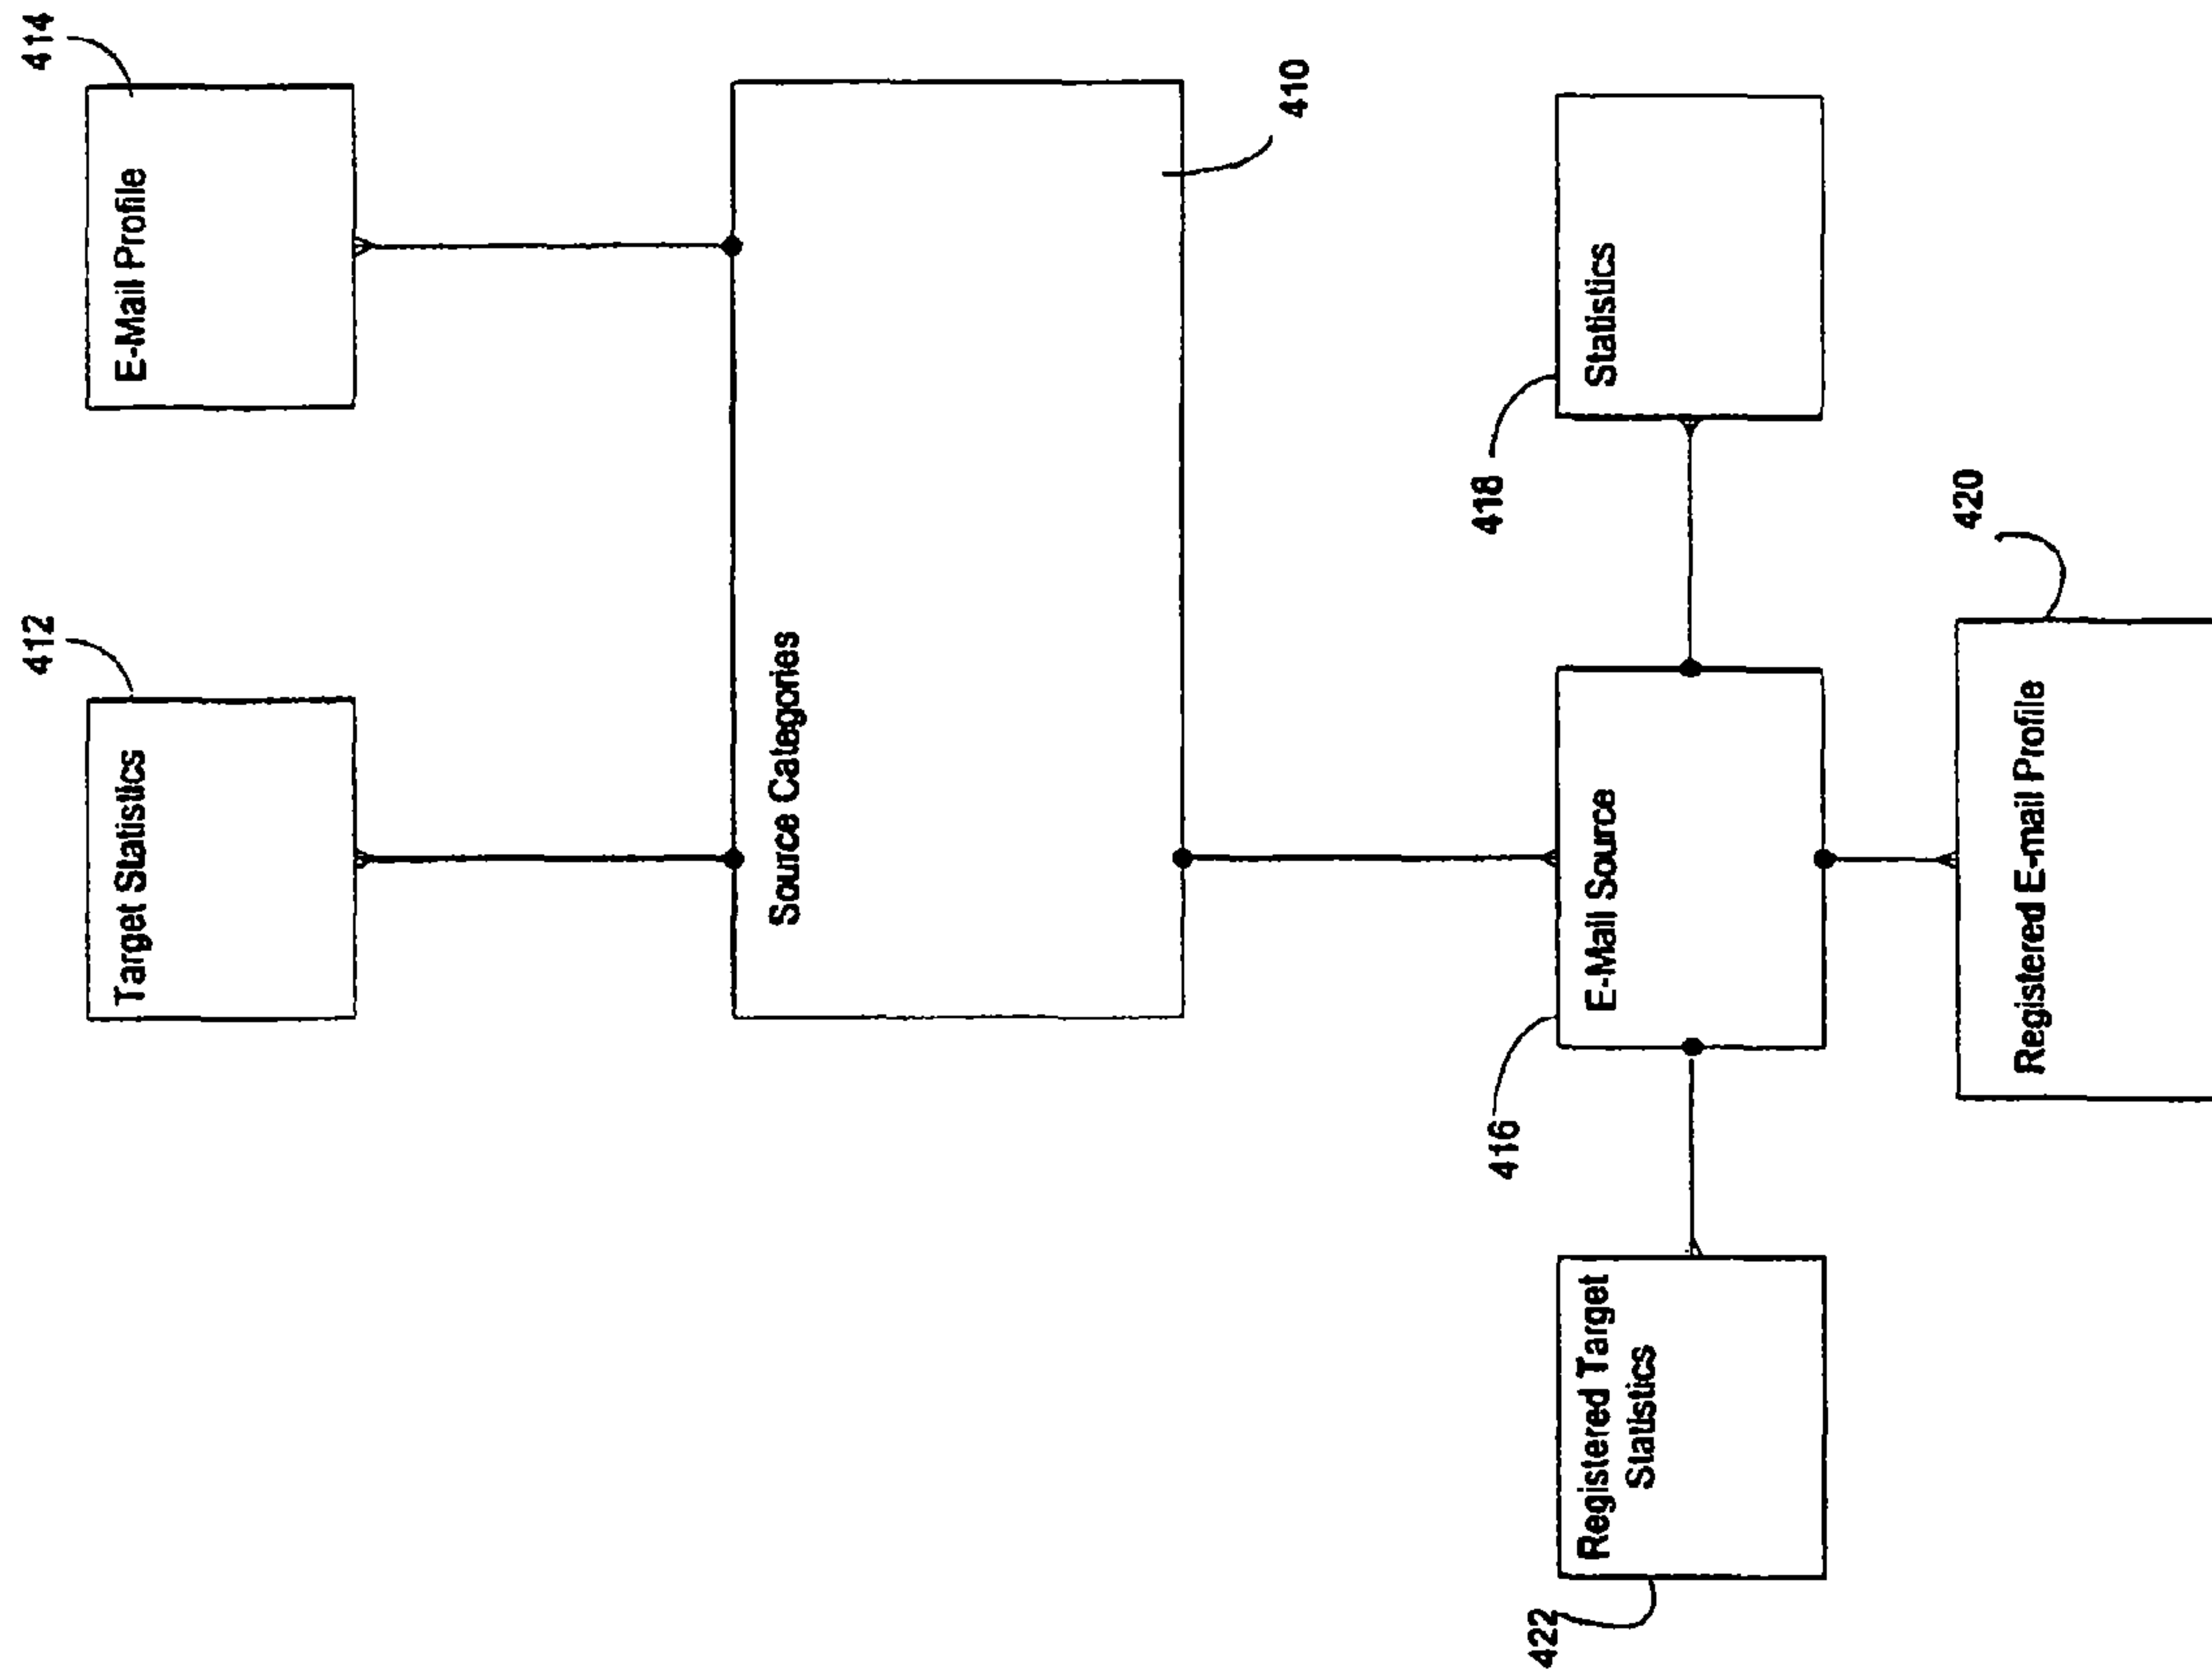 412
414
Target Statistics
E-Mail Profile
Source Categories
410
416
418
422
Registered Target
Statistics
E-Mail Source
Statistics
420
Registered E-mail Profile